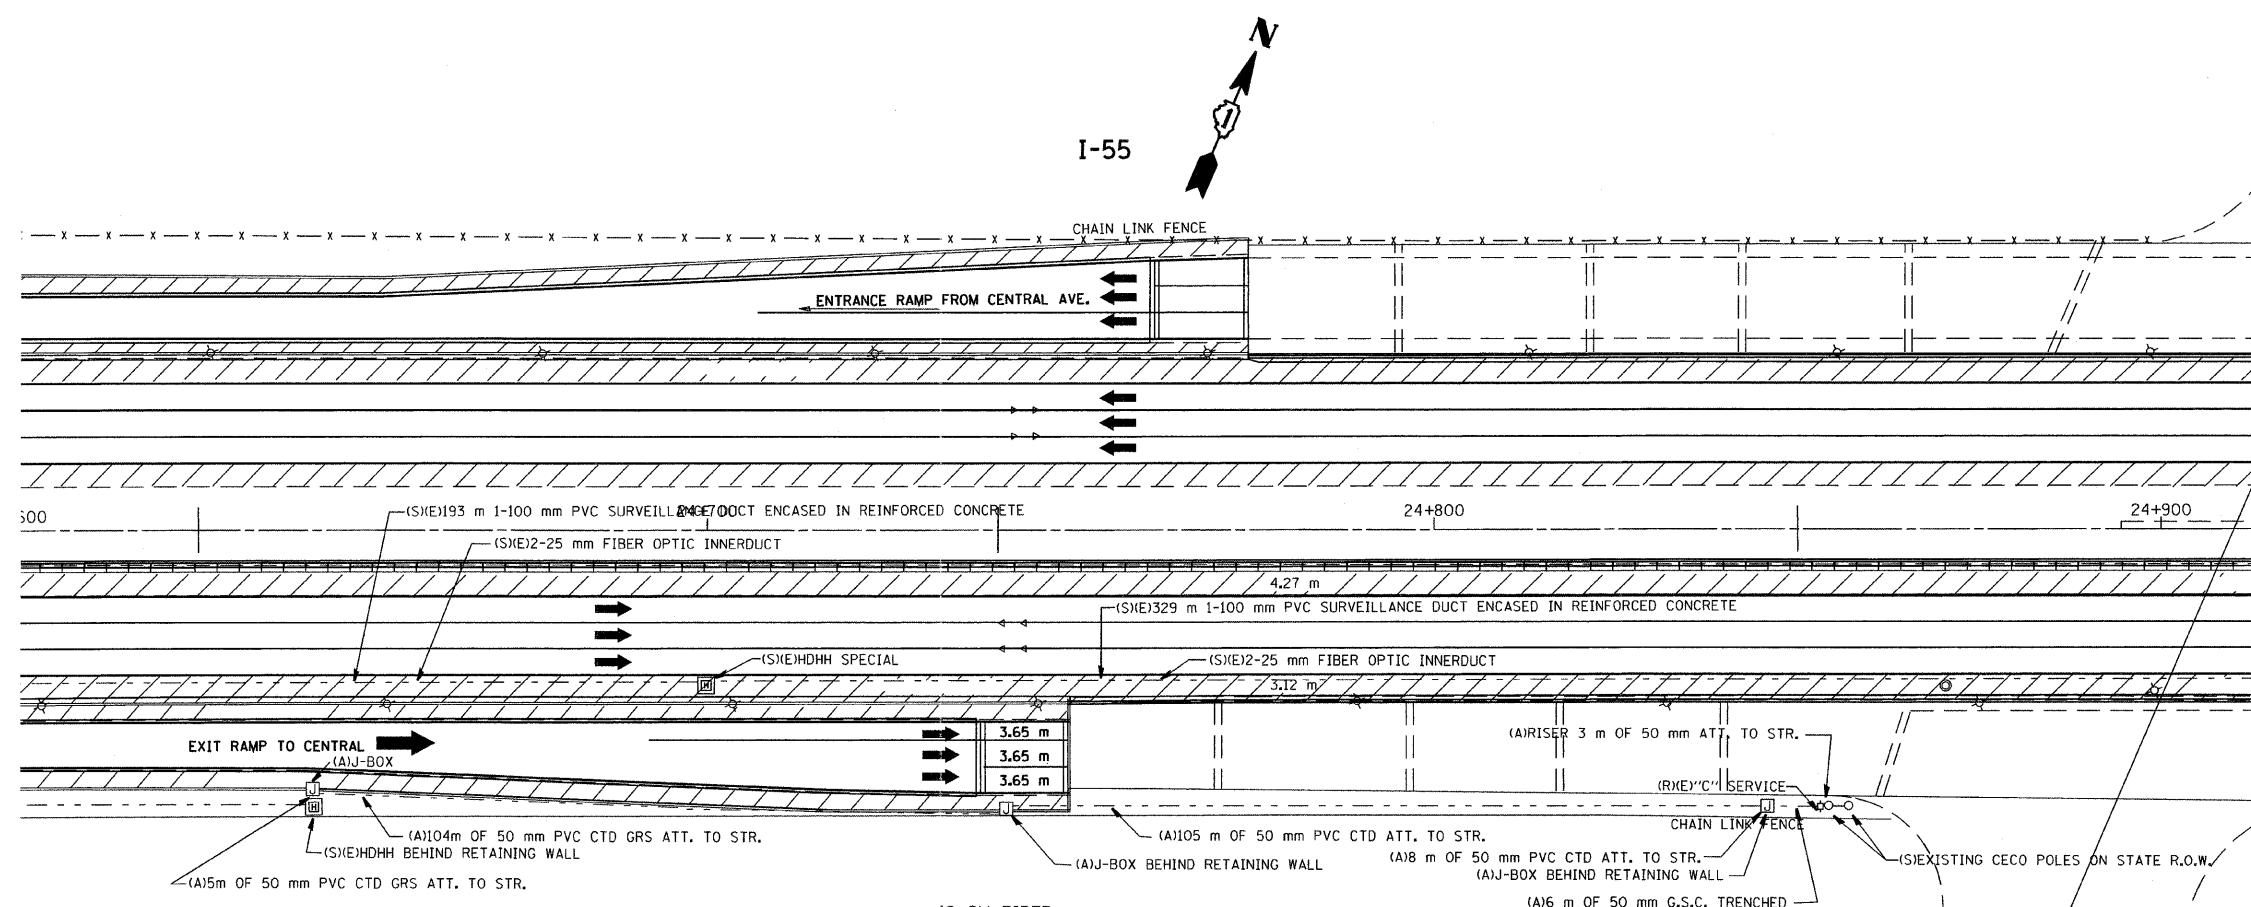 N
1
I-55
CHAIN LINK FENCE
ENTRANCE RAMP FROM CENTRAL AVE.
(S)(E)193 m 1-100 mm PVC SURVEILLANCE DUCT ENCASED IN REINFORCED CONCRETE
24+700
24+800
24+900
(S)(E)2-25 mm FIBER OPTIC INNERDUCT
4.27 m
(S)(E)329 m 1-100 mm PVC SURVEILLANCE DUCT ENCASED IN REINFORCED CONCRETE
(S)(E)HDHH SPECIAL
(S)(E)2-25 mm FIBER OPTIC INNERDUCT
H
3.12 m
EXIT RAMP TO CENTRAL
3.65 m
3.65 m
3.65 m
(A)RISER 3 m OF 50 mm ATT. TO STR.
(A)J-BOX
J
H
(R)(E)"C" SERVICE
J
J
CHAIN LINK FENCE
(A)104m OF 50 mm PVC CTD GRS ATT. TO STR.
(A)105 m OF 50 mm PVC CTD ATT. TO STR.
(S)(E)HDHH BEHIND RETAINING WALL
(A)J-BOX BEHIND RETAINING WALL
(A)8 m OF 50 mm PVC CTD ATT. TO STR.
(S)EXISTING CECO POLES ON STATE R.O.W.
(A)J-BOX BEHIND RETAINING WALL
(A)5m OF 50 mm PVC CTD GRS ATT. TO STR.
(A)6 m OF 50 mm G.S.C. TRENCHED